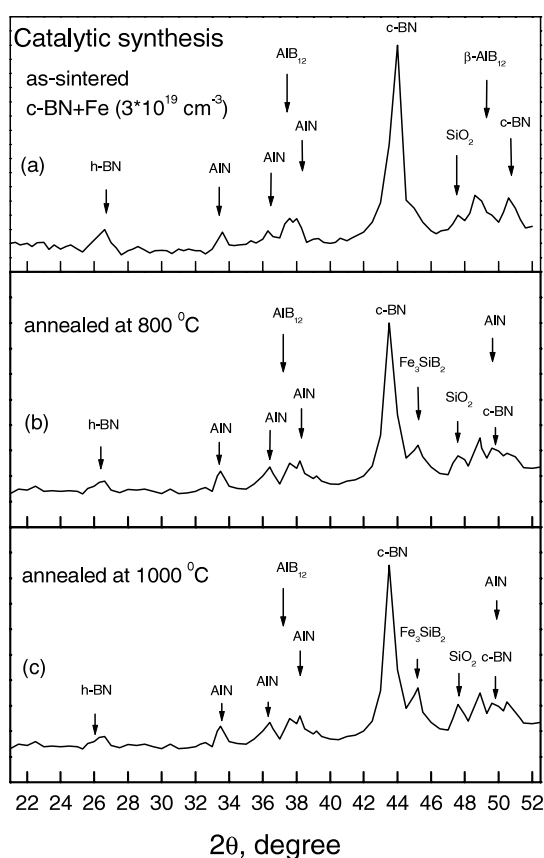 Catalytic synthesis
as-sintered
c-BN+Fe (3*10¹⁹ cm⁻³)
(a)
h-BN
AlN
AlN
AlB₁₂
AlN
c-BN
SiO₂
β-AlB₁₂
c-BN
annealed at 800 ⁰C
(b)
h-BN
AlN
AlN
AlB₁₂
AlN
c-BN
Fe₃SiB₂
SiO₂
AlN
c-BN
annealed at 1000 ⁰C
(c)
h-BN
AlN
AlN
AlB₁₂
AlN
c-BN
Fe₃SiB₂
SiO₂
AlN
c-BN
22 24 26 28 30 32 34 36 38 40 42 44 46 48 50 52
2θ, degree